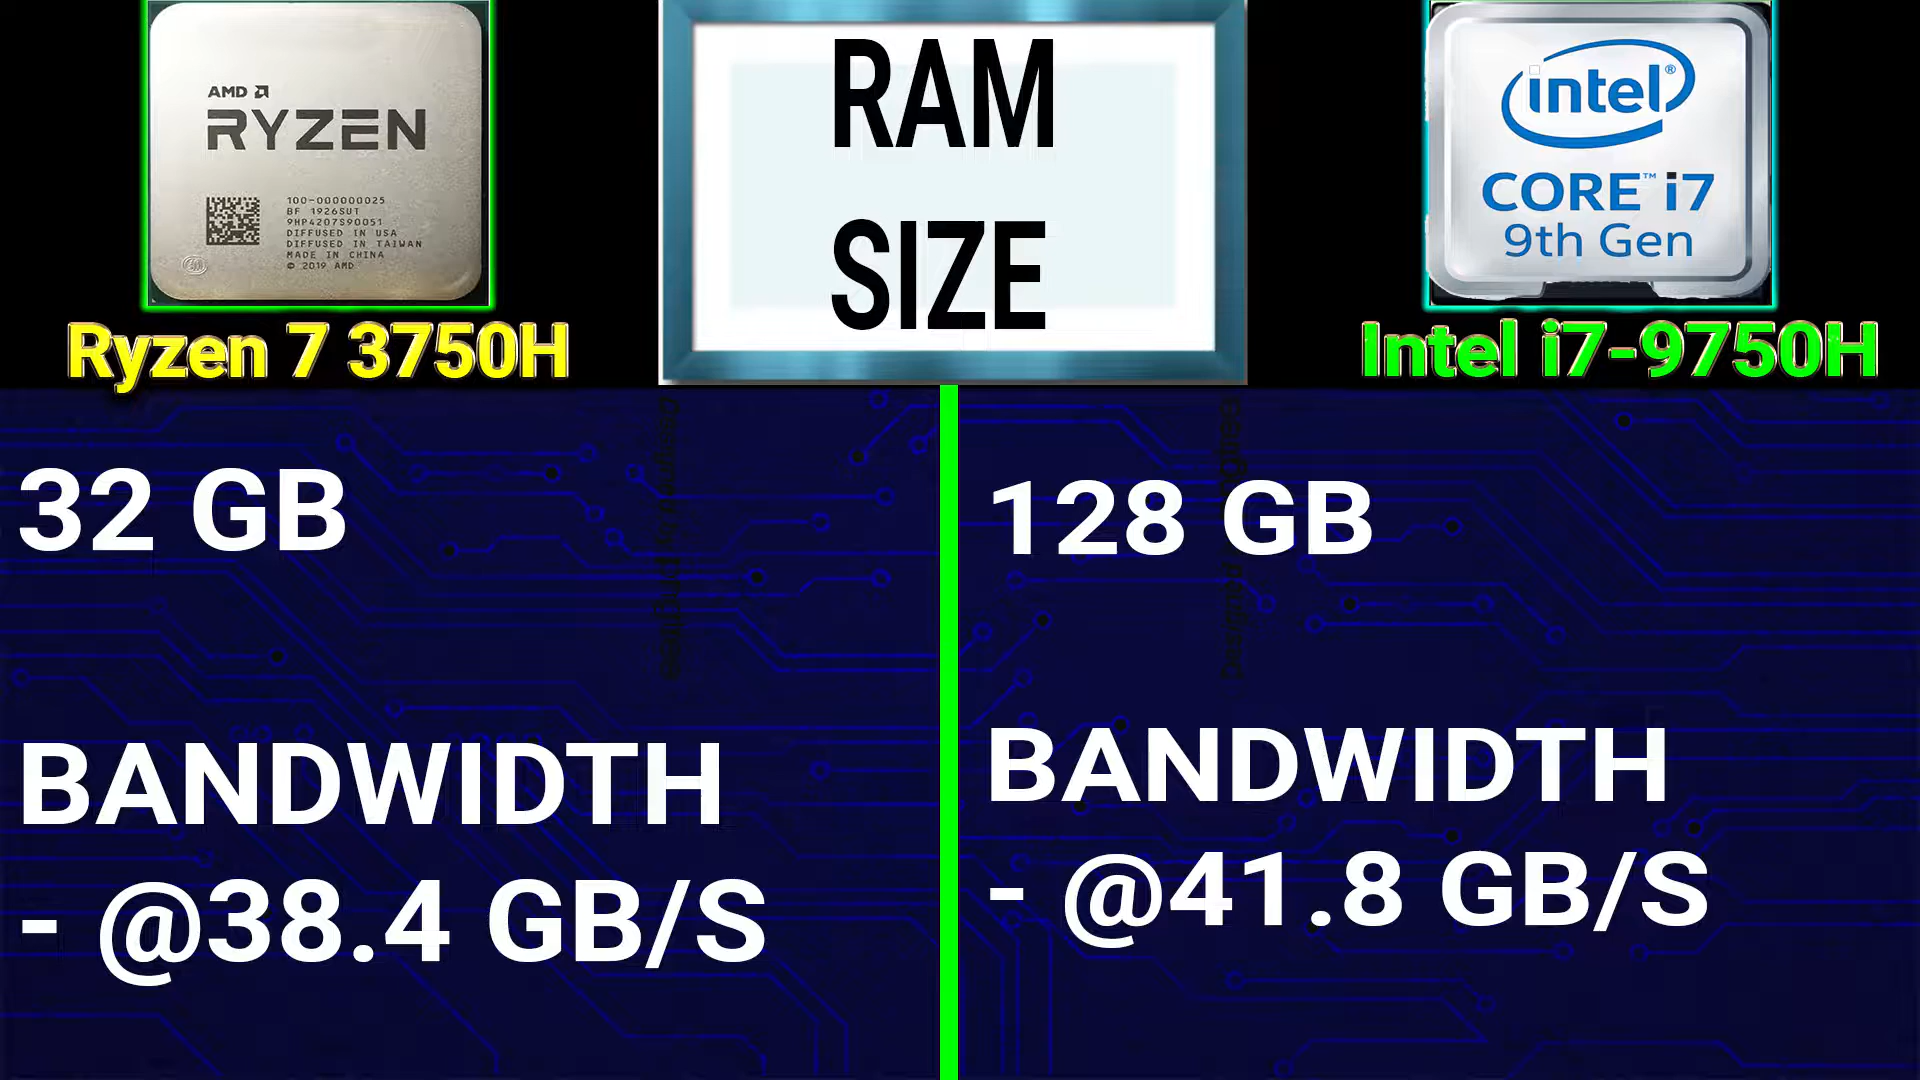 AMD
RYZEN
100-000000025
BF 1926SUT
9HP4207S90051
DIFFUSED IN USA
DIFFUSED IN TAIWAN
MADE IN CHINA
© 2019 AMD
Ryzen 7 3750H
RAM
SIZE
intel®
CORE™ i7
9th Gen
Intel i7-9750H
32 GB
BANDWIDTH
- @38.4 GB/S
128 GB
BANDWIDTH
- @41.8 GB/S